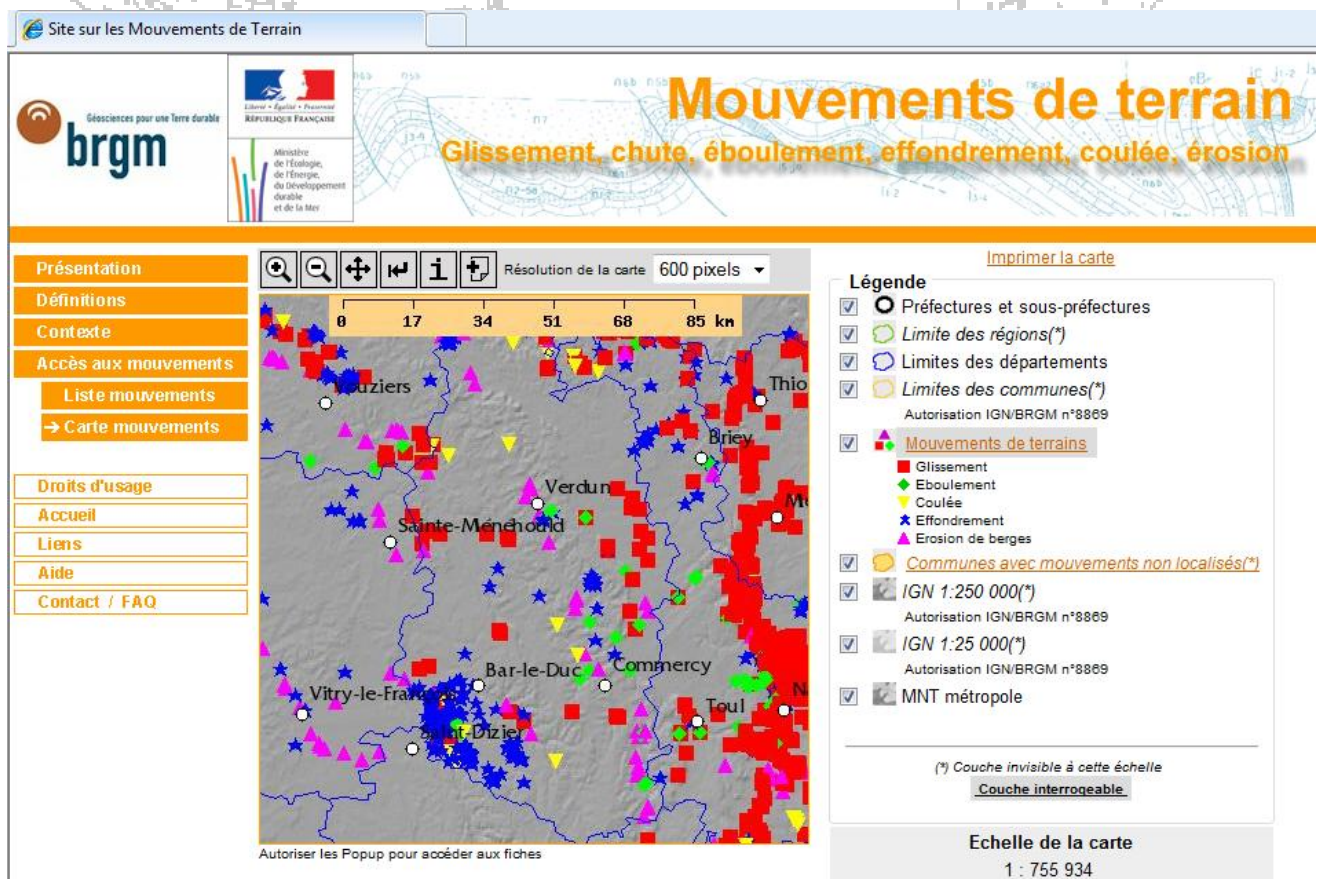 Site sur les Mouvements de Terrain
Géosciences pour une Terre durable
brgm
Liberté • Égalité • Fraternité
RÉPUBLIQUE FRANÇAISE
Ministère
de l'Écologie,
de l'Énergie,
du Développement
durable
et de la Mer
Mouvements de terrain
Glissement, chute, éboulement, effondrement, coulée, érosion
Présentation
Définitions
Contexte
Accès aux mouvements
Liste mouvements
→ Carte mouvements
Droits d'usage
Accueil
Liens
Aide
Contact / FAQ
Résolution de la carte 600 pixels
0 17 34 51 68 85 km
Vouziers
Thio
Briey
Verdun
Sainte-Ménehould
Bar-le-Duc
Commercy
Vitry-le-François
Toul
Saint-Dizier
Autoriser les Popup pour accéder aux fiches
Imprimer la carte
Légende
Préfectures et sous-préfectures
Limite des régions(*)
Limites des départements
Limites des communes(*)
Autorisation IGN/BRGM n°8869
Mouvements de terrains
Glissement
Eboulement
Coulée
Effondrement
Erosion de berges
Communes avec mouvements non localisés(*)
IGN 1:250 000(*)
Autorisation IGN/BRGM n°8869
IGN 1:25 000(*)
Autorisation IGN/BRGM n°8869
MNT métropole
(*) Couche invisible à cette échelle
Couche interrogeable
Echelle de la carte
1 : 755 934